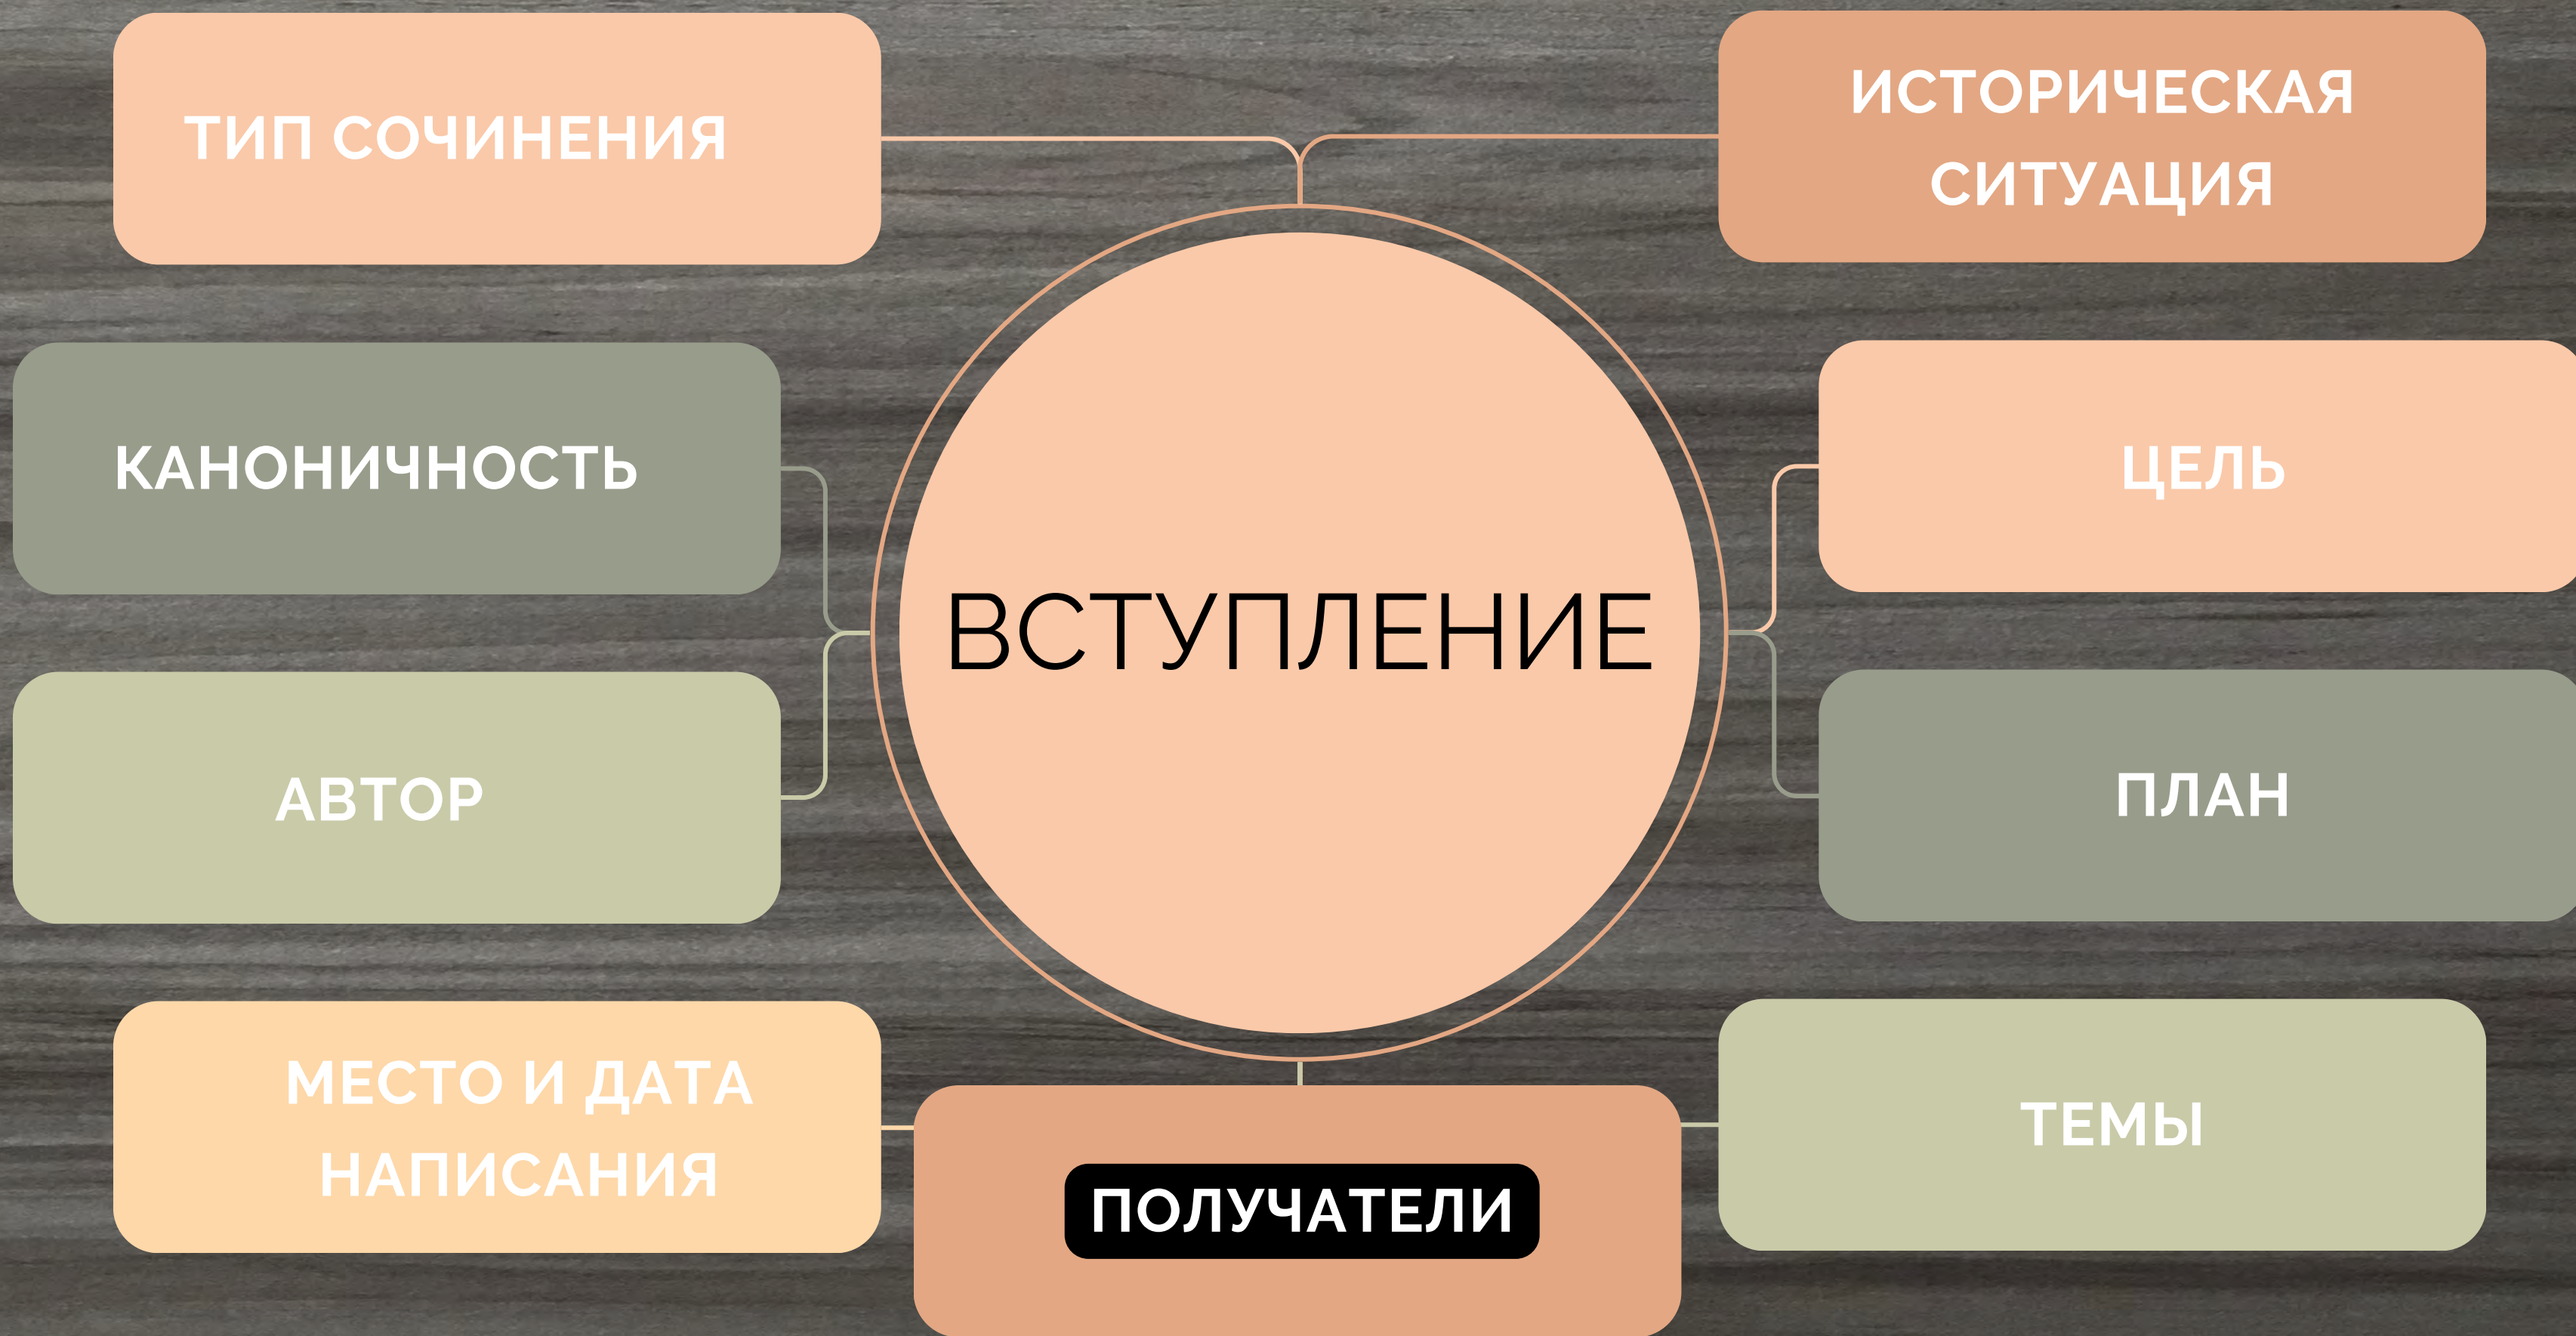 ТИП СОЧИНЕНИЯ
ИСТОРИЧЕСКАЯ
СИТУАЦИЯ
КАНОНИЧНОСТЬ
ЦЕЛЬ
ВСТУПЛЕНИЕ
АВТОР
ПЛАН
МЕСТО И ДАТА
НАПИСАНИЯ
ПОЛУЧАТЕЛИ
ТЕМЫ